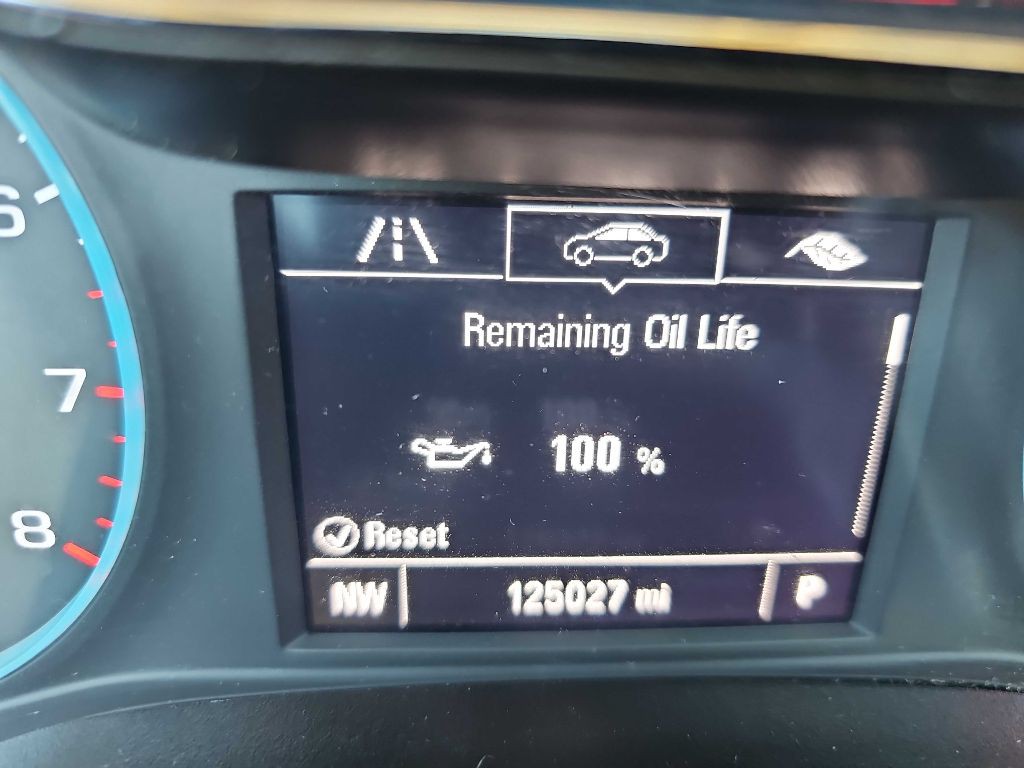 6
7
8
Remaining Oil Life
100 %
Reset
NW 125027 mi P